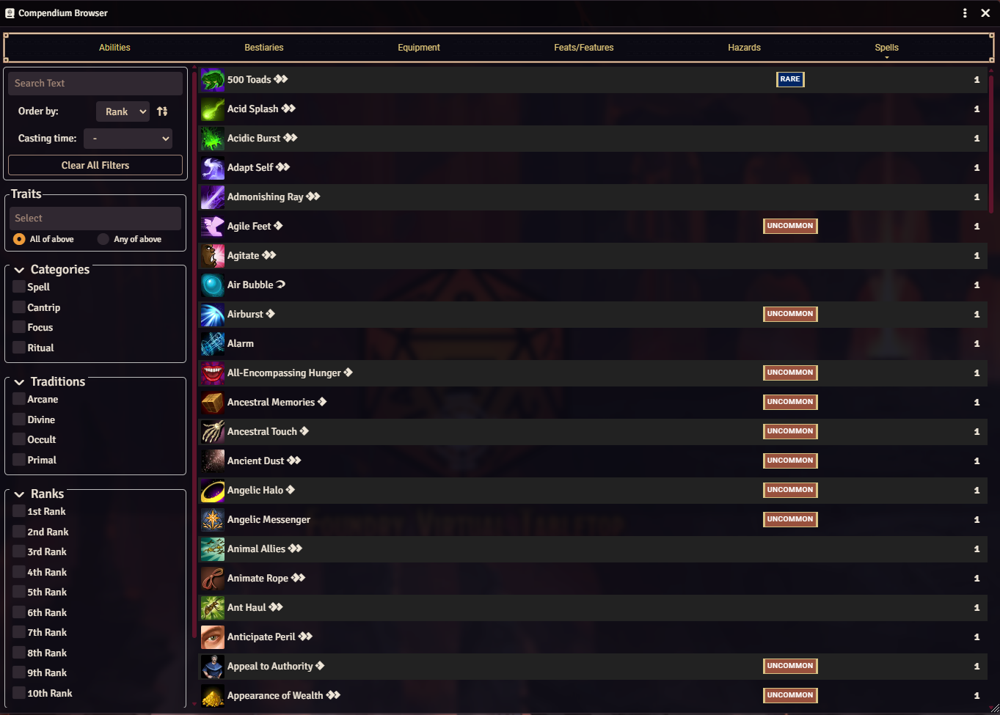 Compendium Browser
Abilities Bestiaries Equipment Feats/Features Hazards Spells
Search Text
Order by: Rank
Casting time: -
Clear All Filters
Traits
Select
All of above Any of above
Categories
Spell
Cantrip
Focus
Ritual
Traditions
Arcane
Divine
Occult
Primal
Ranks
1st Rank
2nd Rank
3rd Rank
4th Rank
5th Rank
6th Rank
7th Rank
8th Rank
9th Rank
10th Rank
500 Toads RARE 1
Acid Splash 1
Acidic Burst 1
Adapt Self 1
Admonishing Ray 1
Agile Feet UNCOMMON 1
Agitate 1
Air Bubble 1
Airburst UNCOMMON 1
Alarm 1
All-Encompassing Hunger UNCOMMON 1
Ancestral Memories UNCOMMON 1
Ancestral Touch UNCOMMON 1
Ancient Dust UNCOMMON 1
Angelic Halo UNCOMMON 1
Angelic Messenger UNCOMMON 1
Animal Allies 1
Animate Rope 1
Ant Haul 1
Anticipate Peril 1
Appeal to Authority UNCOMMON 1
Appearance of Wealth UNCOMMON 1
Foundry Virtual Tabletop